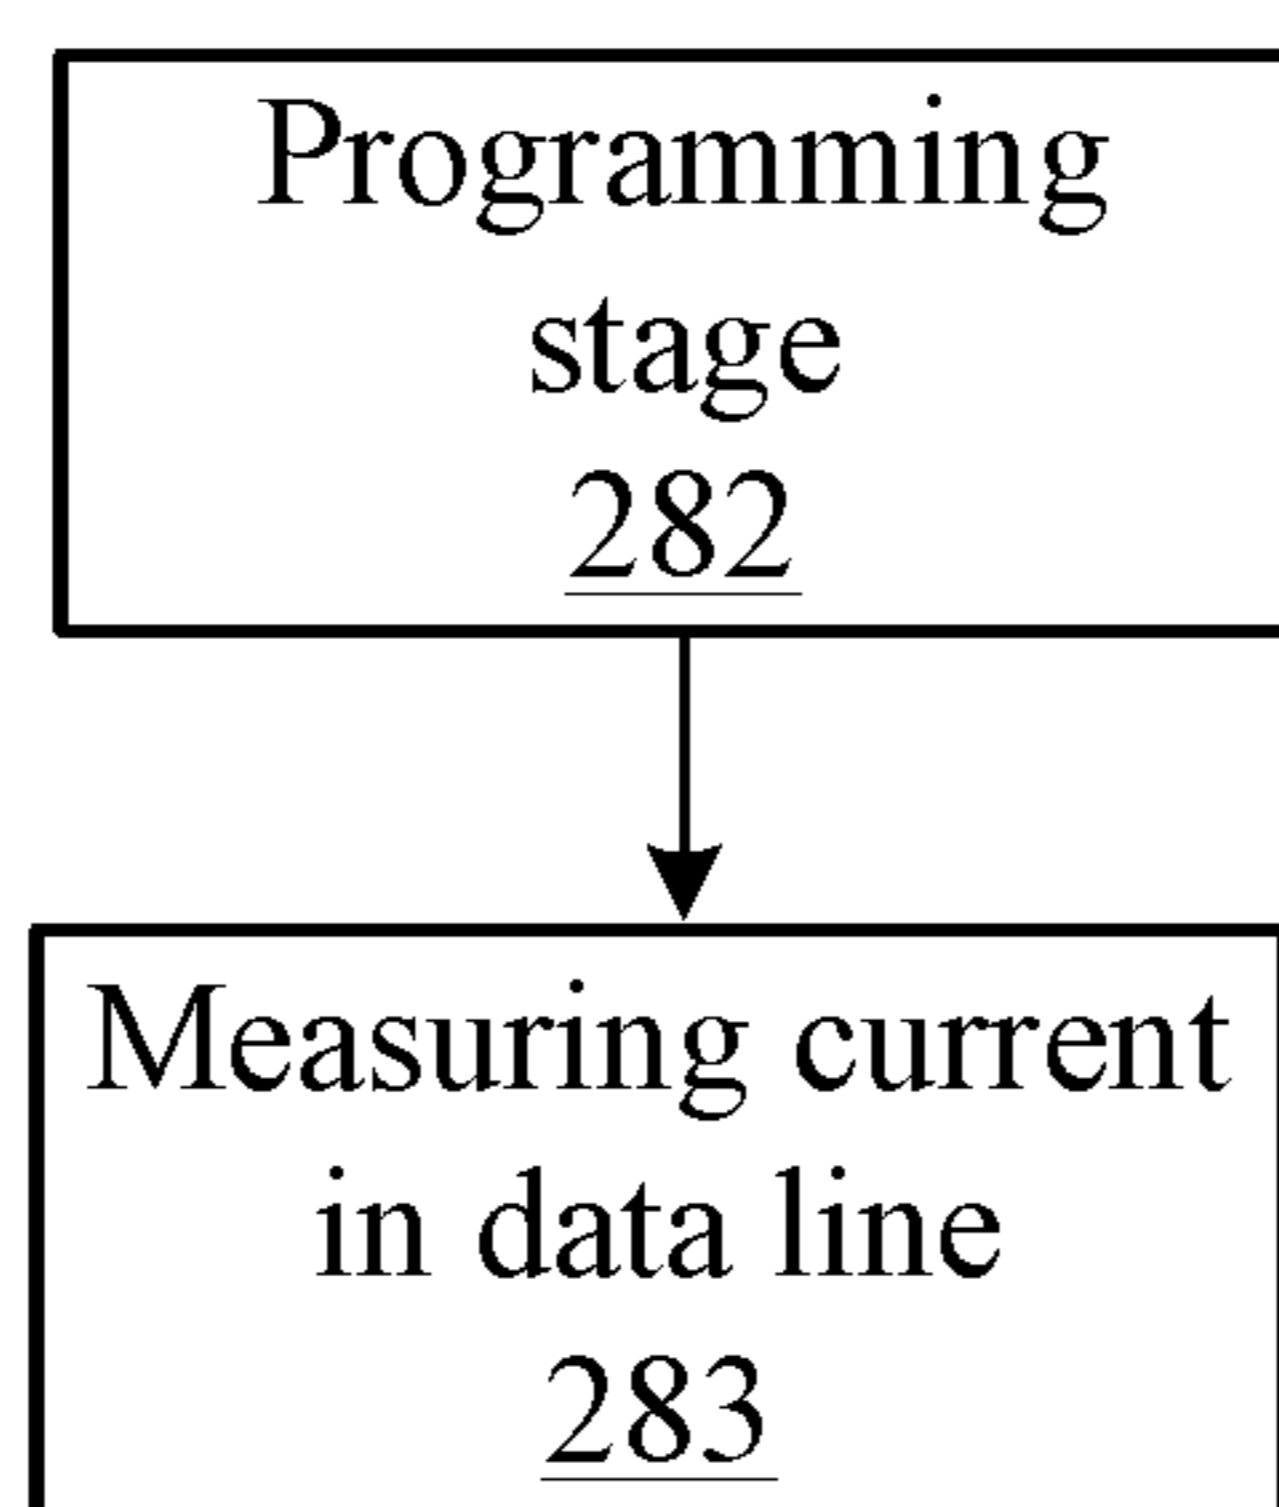 Programming
stage
282
Measuring current
in data line
283